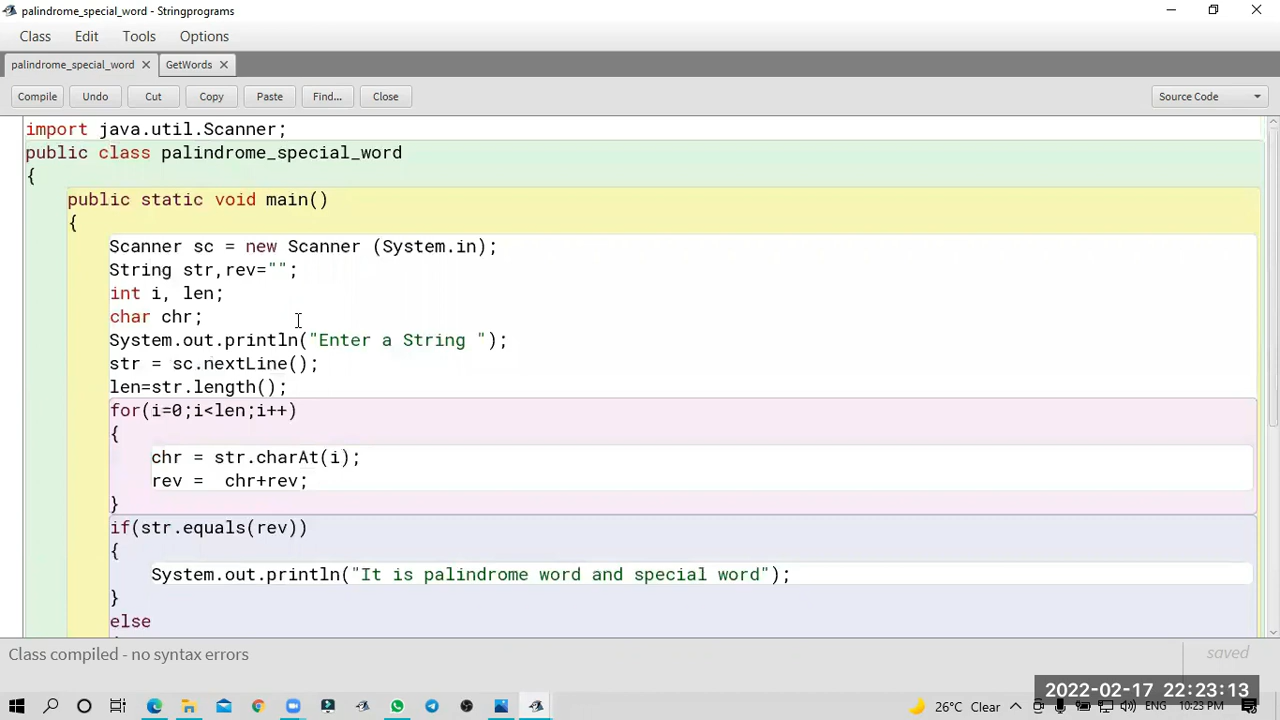 palindrome_special_word - Stringprograms
Class Edit Tools Options
palindrome_special_word GetWords
Compile Undo Cut Copy Paste Find... Close Source Code
import java.util.Scanner;
public class palindrome_special_word
{
public static void main()
{
Scanner sc = new Scanner (System.in);
String str,rev="";
int i, len;
char chr;
System.out.println("Enter a String ");
str = sc.nextLine();
len=str.length();
for(i=0;i<len;i++)
{
chr = str.charAt(i);
rev =  chr+rev;
}
if(str.equals(rev))
{
System.out.println("It is palindrome word and special word");
}
else
Class compiled - no syntax errors
saved
2022-02-17 22:23:13
26°C Clear ENG 10:23 PM